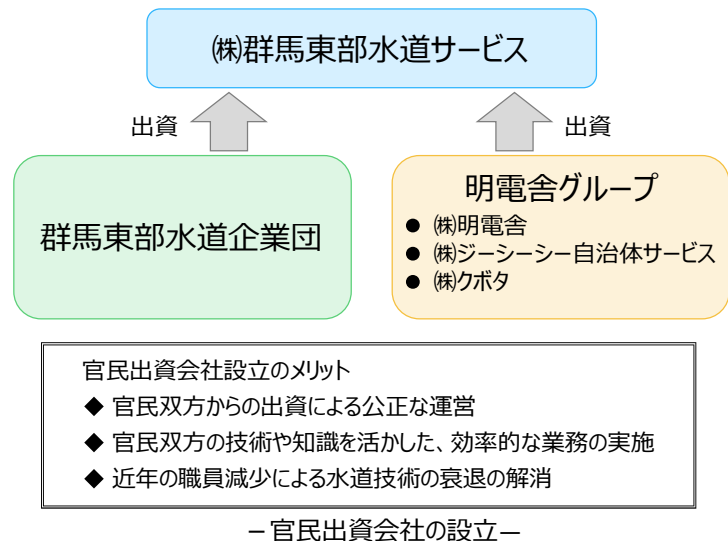 ㈱群馬東部水道サービス
出資
出資
群馬東部水道企業団
明電舎グループ
● ㈱明電舎
● ㈱ジーシーシー自治体サービス
● ㈱クボタ
官民出資会社設立のメリット
◆ 官民双方からの出資による公正な運営
◆ 官民双方の技術や知識を活かした、効率的な業務の実施
◆ 近年の職員減少による水道技術の衰退の解消
－官民出資会社の設立―